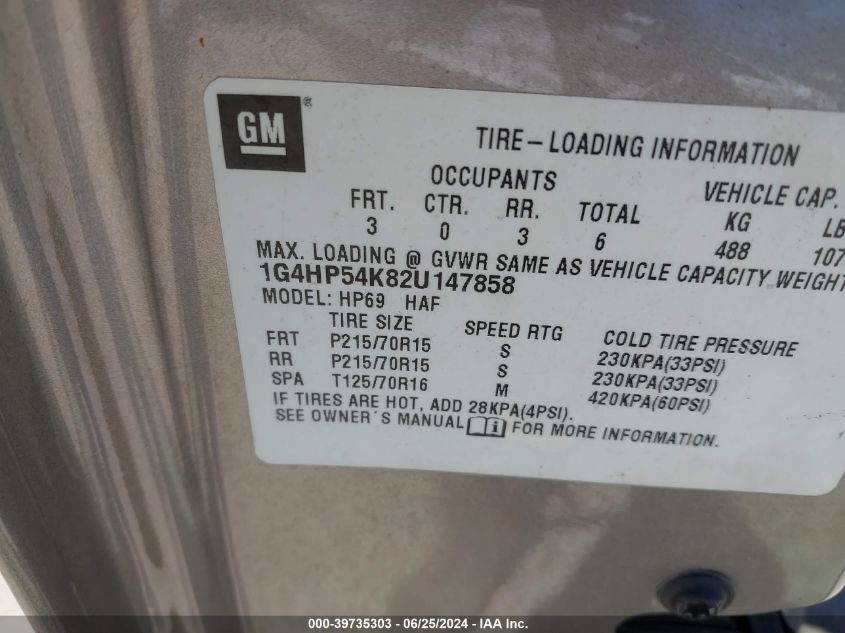 GM®
TIRE-LOADING INFORMATION
OCCUPANTS VEHICLE CAP.
FRT. CTR. RR. TOTAL KG LB
3 0 3 6 488 107
MAX. LOADING @ GVWR SAME AS VEHICLE CAPACITY WEIGHT
1G4HP54K82U147858
MODEL: HP69 HAF
TIRE SIZE SPEED RTG COLD TIRE PRESSURE
FRT P215/70R15 S 230KPA(33PSI)
RR P215/70R15 S 230KPA(33PSI)
SPA T125/70R16 M 420KPA(60PSI)
IF TIRES ARE HOT, ADD 28KPA(4PSI).
SEE OWNER'S MANUAL i FOR MORE INFORMATION.
000-39735303 / 06/25/2024 - IAA Inc.